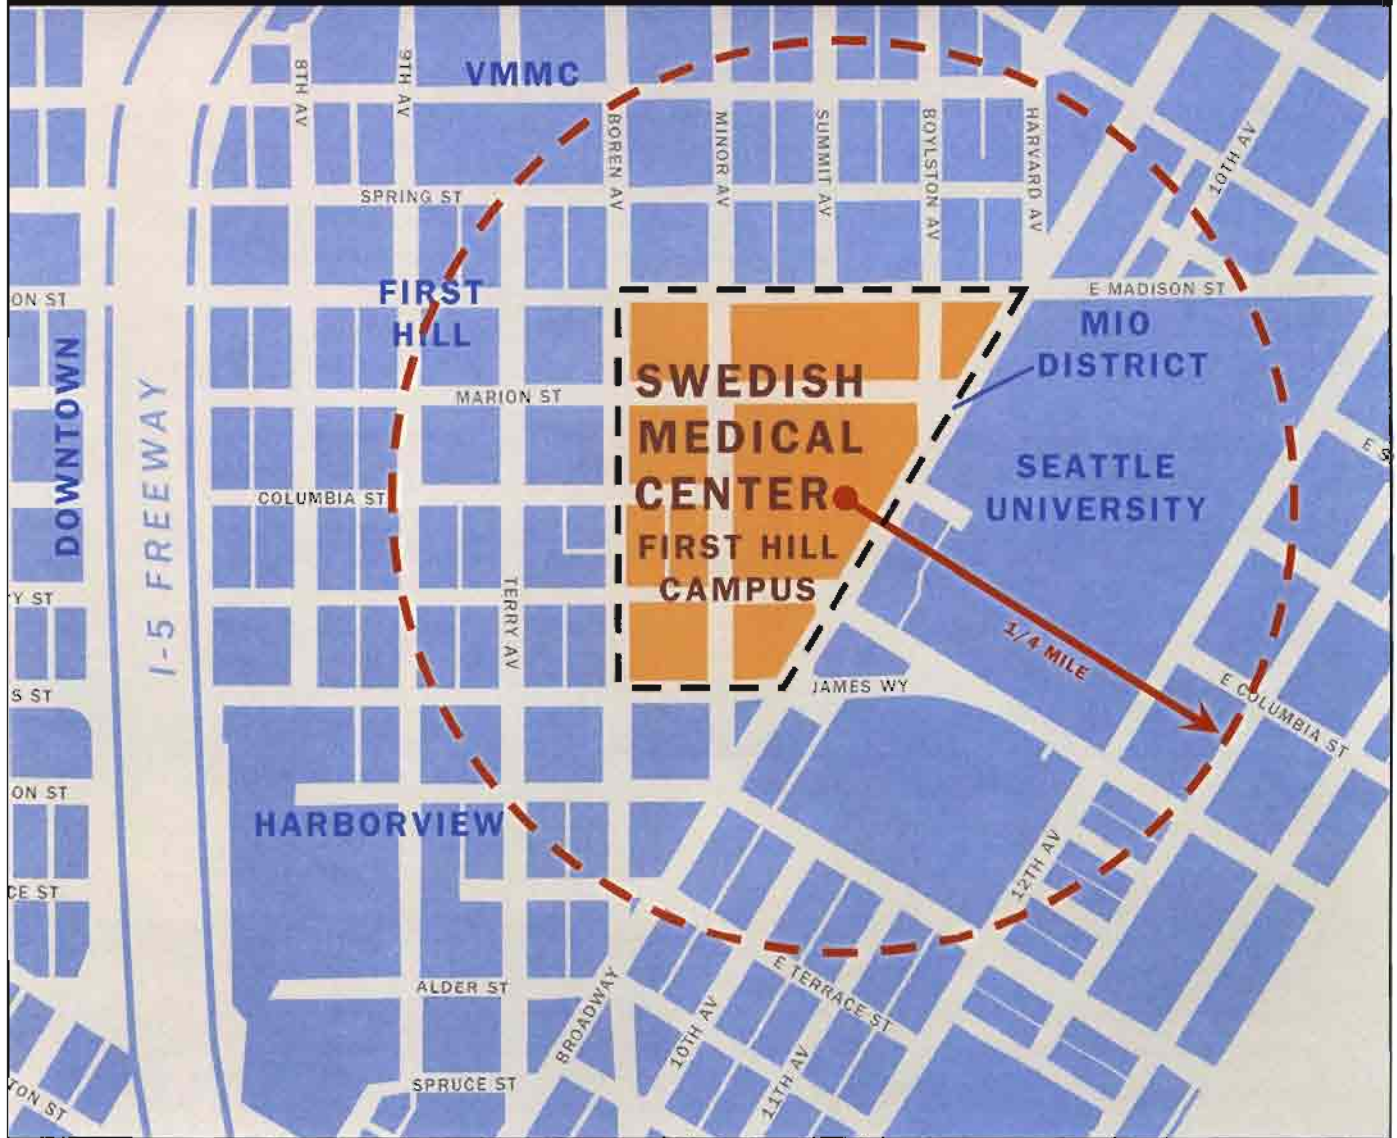 VMMC
8TH AV
9TH AV
BOREN AV
MINOR AV
SUMMIT AV
BOYLSTON AV
HARVARD AV
10TH AV
SPRING ST
FIRST
HILL
ON ST
E MADISON ST
MIO
DISTRICT
DOWNTOWN
I-5 FREEWAY
MARION ST
SWEDISH
MEDICAL
CENTER
FIRST HILL
CAMPUS
SEATTLE
UNIVERSITY
E S
COLUMBIA ST
TERRY AV
Y ST
1/4 MILE
S ST
JAMES WY
E COLUMBIA ST
ON ST
HARBORVIEW
12TH AV
CE ST
ALDER ST
BROADWAY
10TH AV
E TERRACE ST
11TH AV
SPRUCE ST
TON ST